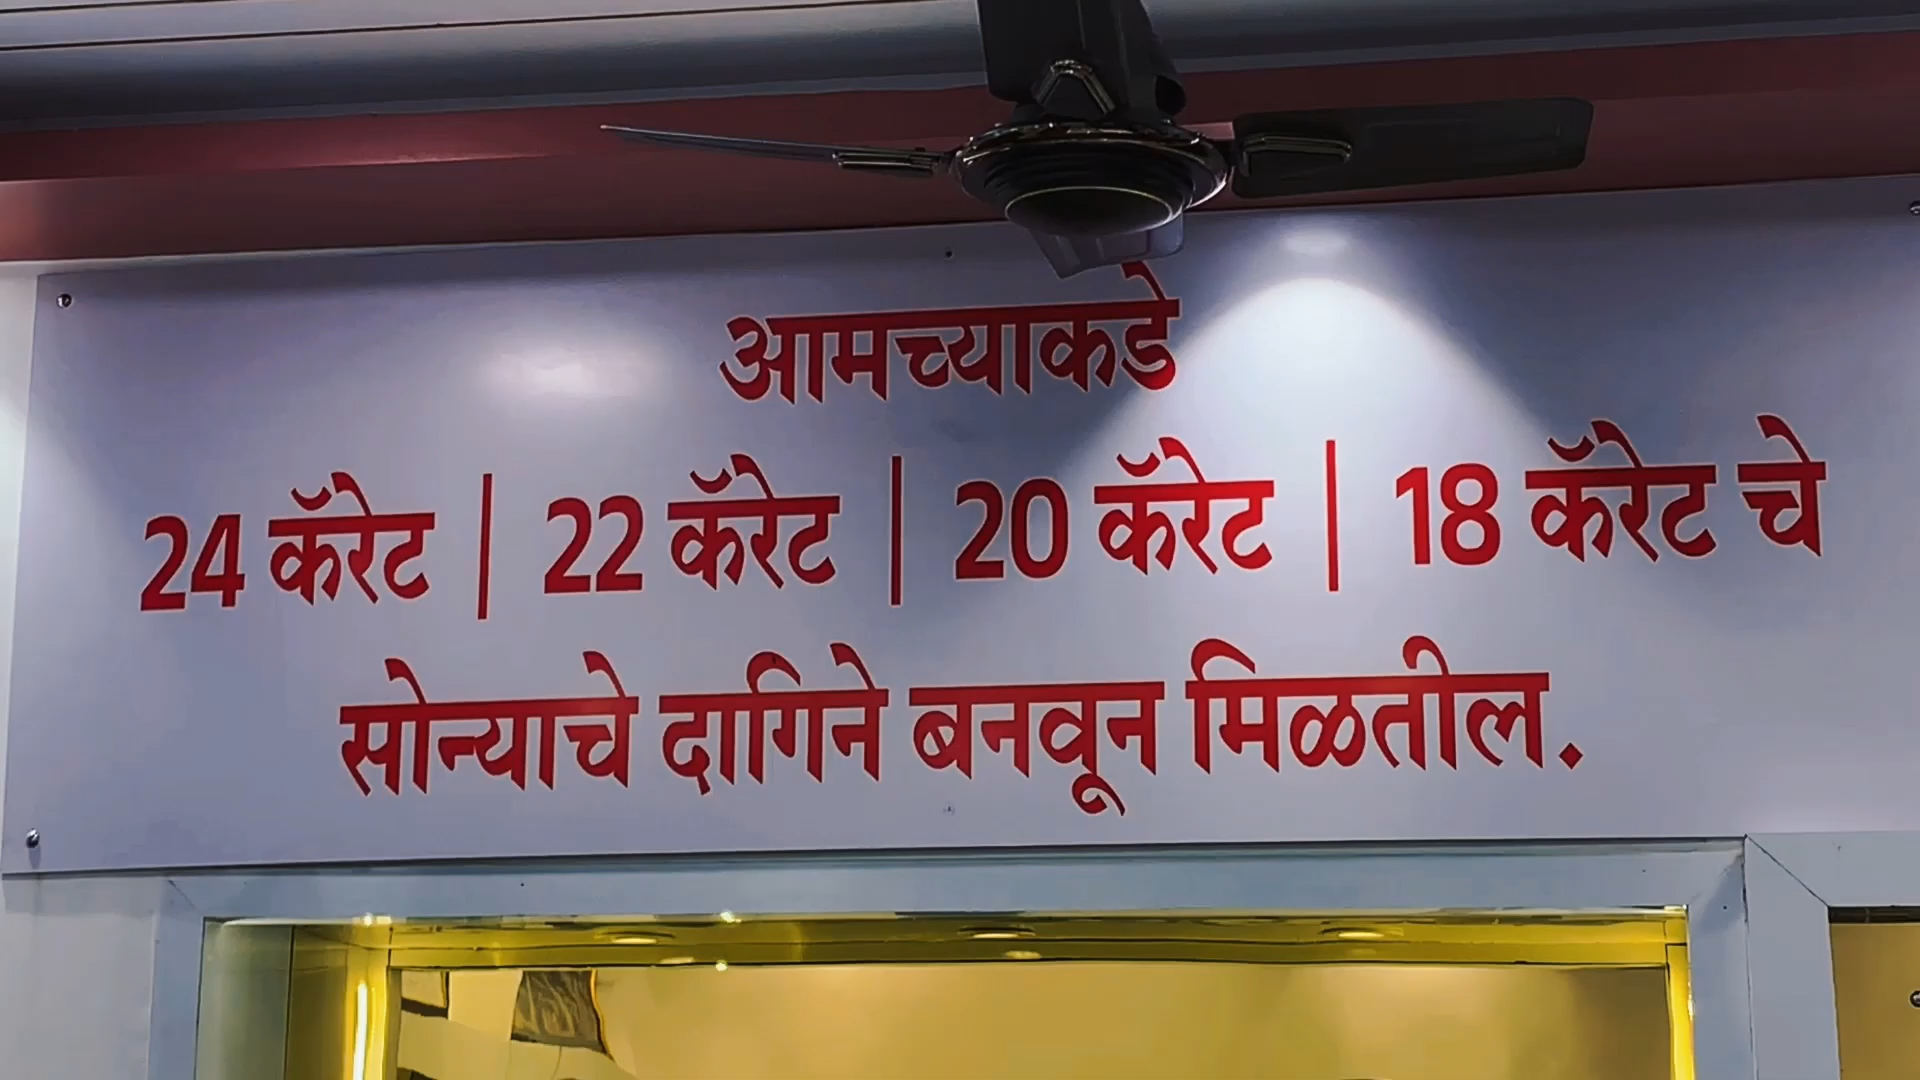 आमच्याकडे
24 कॅरेट | 22 कॅरेट | 20 कॅरेट | 18 कॅरेट चे
सोन्याचे दागिने बनवून मिळतील.